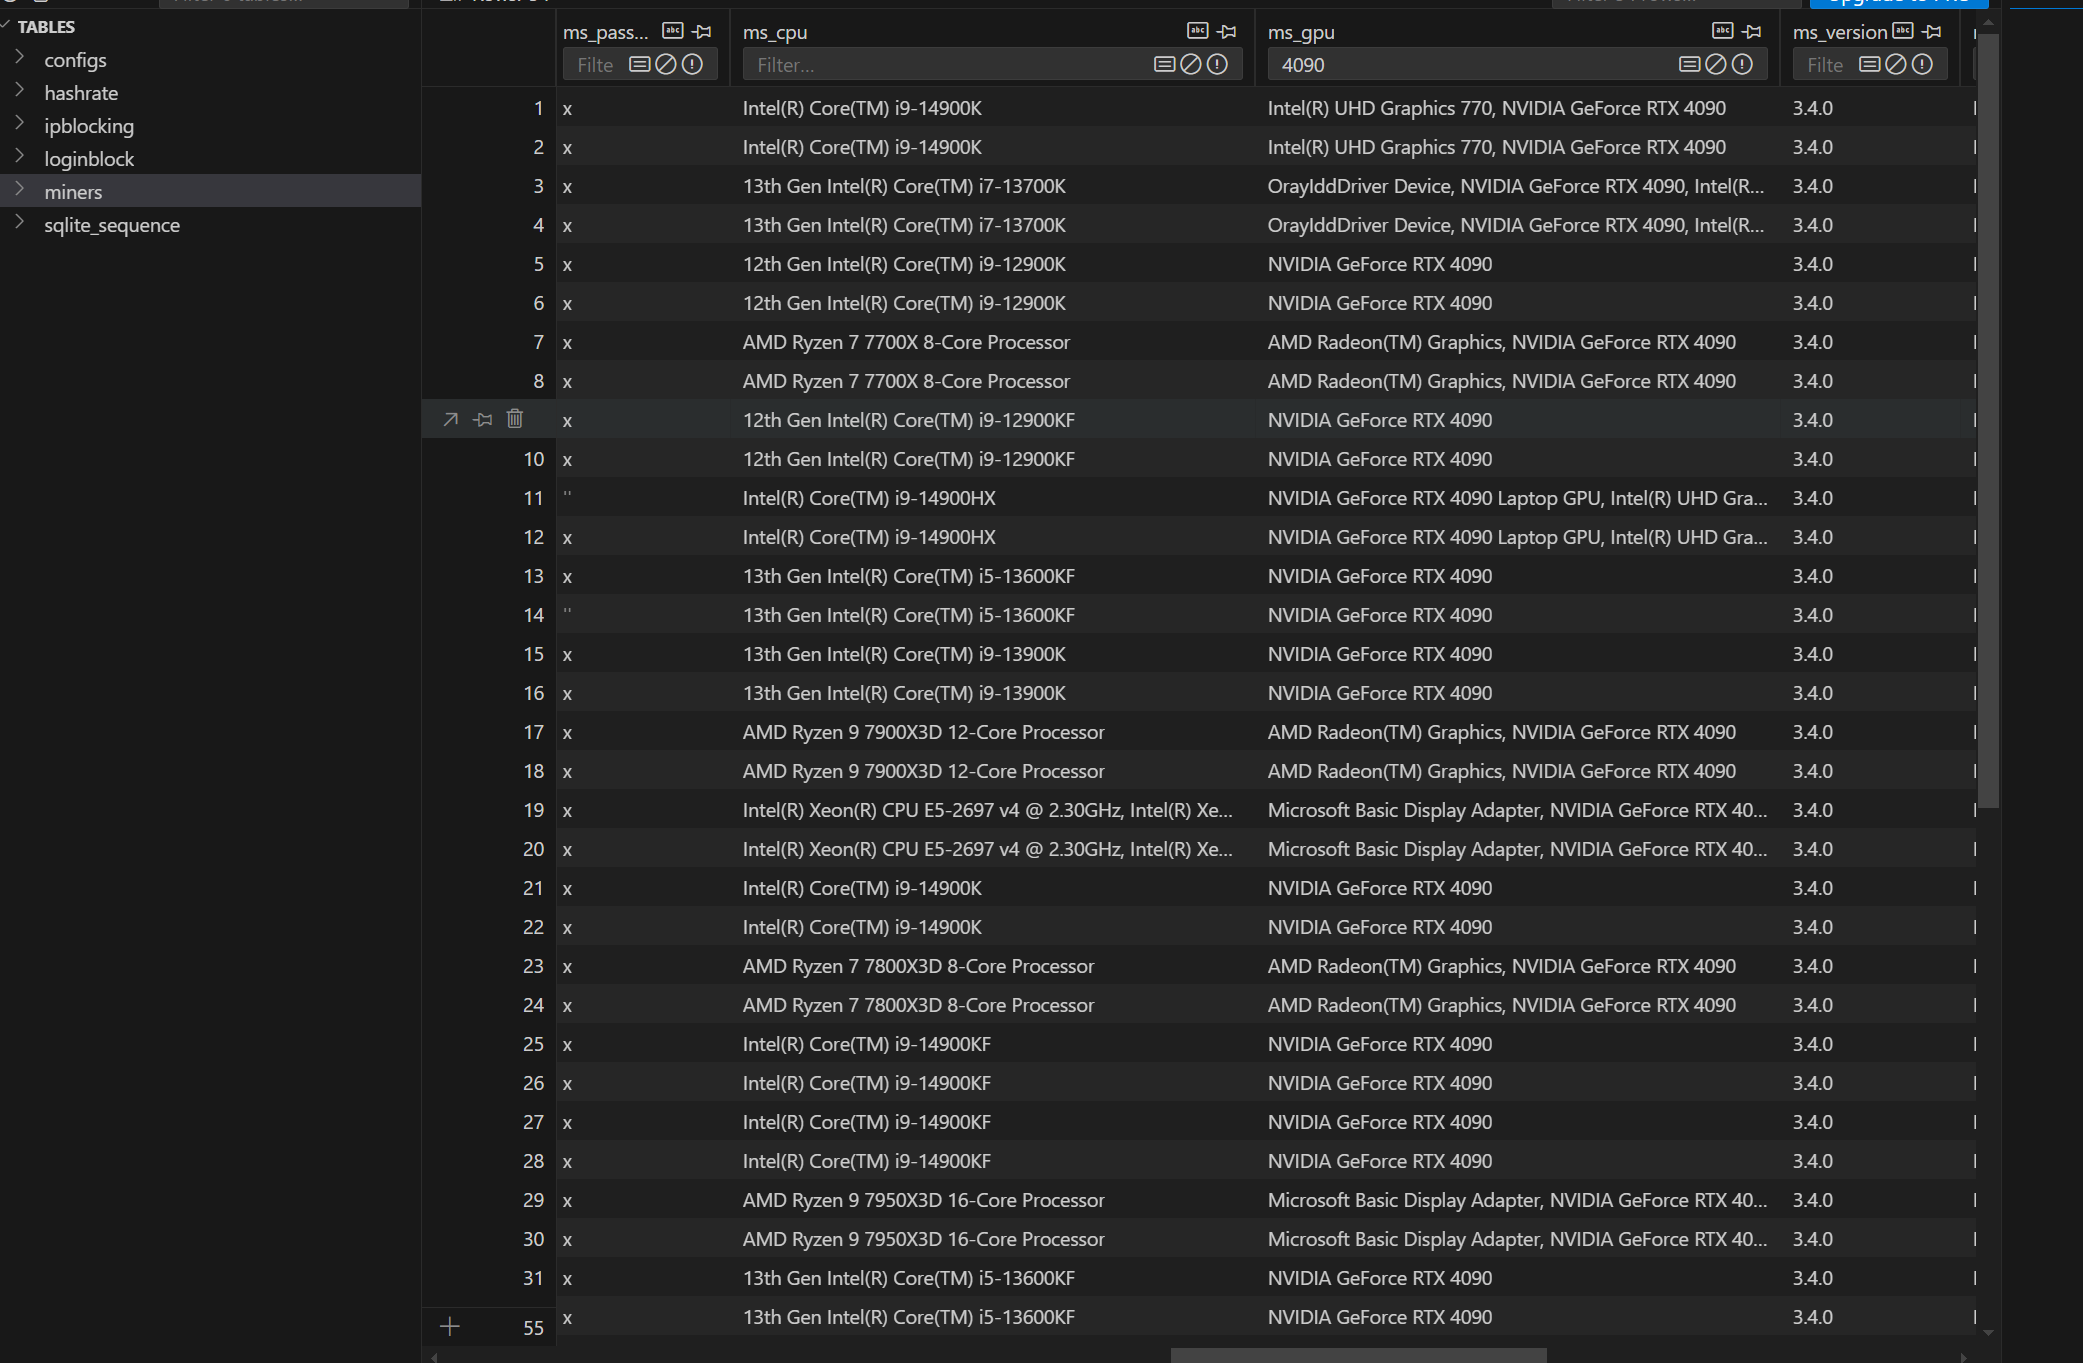 TABLES
configs
hashrate
ipblocking
loginblock
miners
sqlite_sequence
ms_pass... ms_cpu ms_gpu ms_version
Filte Filter... 4090 Filte
1 x Intel(R) Core(TM) i9-14900K Intel(R) UHD Graphics 770, NVIDIA GeForce RTX 4090 3.4.0
2 x Intel(R) Core(TM) i9-14900K Intel(R) UHD Graphics 770, NVIDIA GeForce RTX 4090 3.4.0
3 x 13th Gen Intel(R) Core(TM) i7-13700K OrayIddDriver Device, NVIDIA GeForce RTX 4090, Intel(R... 3.4.0
4 x 13th Gen Intel(R) Core(TM) i7-13700K OrayIddDriver Device, NVIDIA GeForce RTX 4090, Intel(R... 3.4.0
5 x 12th Gen Intel(R) Core(TM) i9-12900K NVIDIA GeForce RTX 4090 3.4.0
6 x 12th Gen Intel(R) Core(TM) i9-12900K NVIDIA GeForce RTX 4090 3.4.0
7 x AMD Ryzen 7 7700X 8-Core Processor AMD Radeon(TM) Graphics, NVIDIA GeForce RTX 4090 3.4.0
8 x AMD Ryzen 7 7700X 8-Core Processor AMD Radeon(TM) Graphics, NVIDIA GeForce RTX 4090 3.4.0
x 12th Gen Intel(R) Core(TM) i9-12900KF NVIDIA GeForce RTX 4090 3.4.0
10 x 12th Gen Intel(R) Core(TM) i9-12900KF NVIDIA GeForce RTX 4090 3.4.0
11 '' Intel(R) Core(TM) i9-14900HX NVIDIA GeForce RTX 4090 Laptop GPU, Intel(R) UHD Gra... 3.4.0
12 x Intel(R) Core(TM) i9-14900HX NVIDIA GeForce RTX 4090 Laptop GPU, Intel(R) UHD Gra... 3.4.0
13 x 13th Gen Intel(R) Core(TM) i5-13600KF NVIDIA GeForce RTX 4090 3.4.0
14 '' 13th Gen Intel(R) Core(TM) i5-13600KF NVIDIA GeForce RTX 4090 3.4.0
15 x 13th Gen Intel(R) Core(TM) i9-13900K NVIDIA GeForce RTX 4090 3.4.0
16 x 13th Gen Intel(R) Core(TM) i9-13900K NVIDIA GeForce RTX 4090 3.4.0
17 x AMD Ryzen 9 7900X3D 12-Core Processor AMD Radeon(TM) Graphics, NVIDIA GeForce RTX 4090 3.4.0
18 x AMD Ryzen 9 7900X3D 12-Core Processor AMD Radeon(TM) Graphics, NVIDIA GeForce RTX 4090 3.4.0
19 x Intel(R) Xeon(R) CPU E5-2697 v4 @ 2.30GHz, Intel(R) Xe... Microsoft Basic Display Adapter, NVIDIA GeForce RTX 40... 3.4.0
20 x Intel(R) Xeon(R) CPU E5-2697 v4 @ 2.30GHz, Intel(R) Xe... Microsoft Basic Display Adapter, NVIDIA GeForce RTX 40... 3.4.0
21 x Intel(R) Core(TM) i9-14900K NVIDIA GeForce RTX 4090 3.4.0
22 x Intel(R) Core(TM) i9-14900K NVIDIA GeForce RTX 4090 3.4.0
23 x AMD Ryzen 7 7800X3D 8-Core Processor AMD Radeon(TM) Graphics, NVIDIA GeForce RTX 4090 3.4.0
24 x AMD Ryzen 7 7800X3D 8-Core Processor AMD Radeon(TM) Graphics, NVIDIA GeForce RTX 4090 3.4.0
25 x Intel(R) Core(TM) i9-14900KF NVIDIA GeForce RTX 4090 3.4.0
26 x Intel(R) Core(TM) i9-14900KF NVIDIA GeForce RTX 4090 3.4.0
27 x Intel(R) Core(TM) i9-14900KF NVIDIA GeForce RTX 4090 3.4.0
28 x Intel(R) Core(TM) i9-14900KF NVIDIA GeForce RTX 4090 3.4.0
29 x AMD Ryzen 9 7950X3D 16-Core Processor Microsoft Basic Display Adapter, NVIDIA GeForce RTX 40... 3.4.0
30 x AMD Ryzen 9 7950X3D 16-Core Processor Microsoft Basic Display Adapter, NVIDIA GeForce RTX 40... 3.4.0
31 x 13th Gen Intel(R) Core(TM) i5-13600KF NVIDIA GeForce RTX 4090 3.4.0
55 x 13th Gen Intel(R) Core(TM) i5-13600KF NVIDIA GeForce RTX 4090 3.4.0